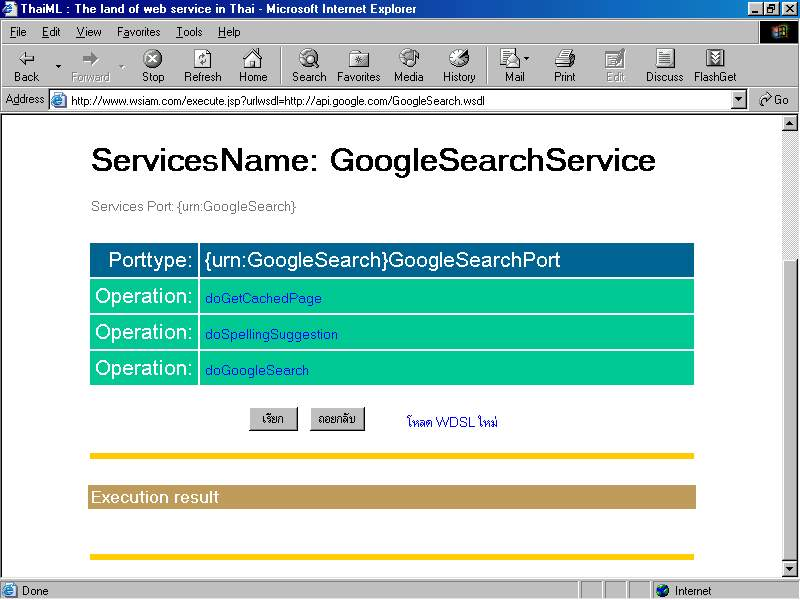 ThaiML : The land of web service in Thai - Microsoft Internet Explorer
File Edit View Favorites Tools Help
Back Forward Stop Refresh Home Search Favorites Media History Mail Print Edit Discuss FlashGet
Address http://www.wsiam.com/execute.jsp?urlwsdl=http://api.google.com/GoogleSearch.wsdl Go
ServicesName: GoogleSearchService
Services Port: {urn:GoogleSearch}
Porttype: {urn:GoogleSearch}GoogleSearchPort
Operation: doGetCachedPage
Operation: doSpellingSuggestion
Operation: doGoogleSearch
เรียก ถอยกลับ โหลด WDSL ใหม่
Execution result
Done Internet